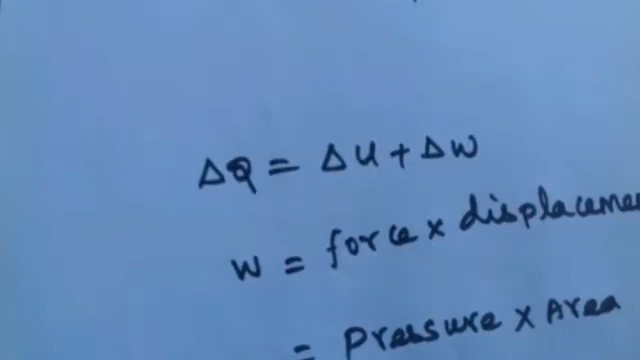 ΔQ = ΔU + ΔW
W = force x
= Pressure x Area